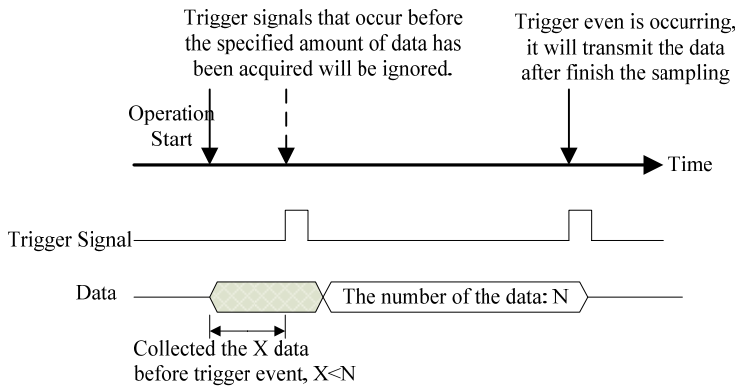 Trigger signals that occur before
the specified amount of data has
been acquired will be ignored.
Trigger even is occurring,
it will transmit the data
after finish the sampling
Operation
Start
Time
Trigger Signal
Data
The number of the data: N
Collected the X data
before trigger event, X<N